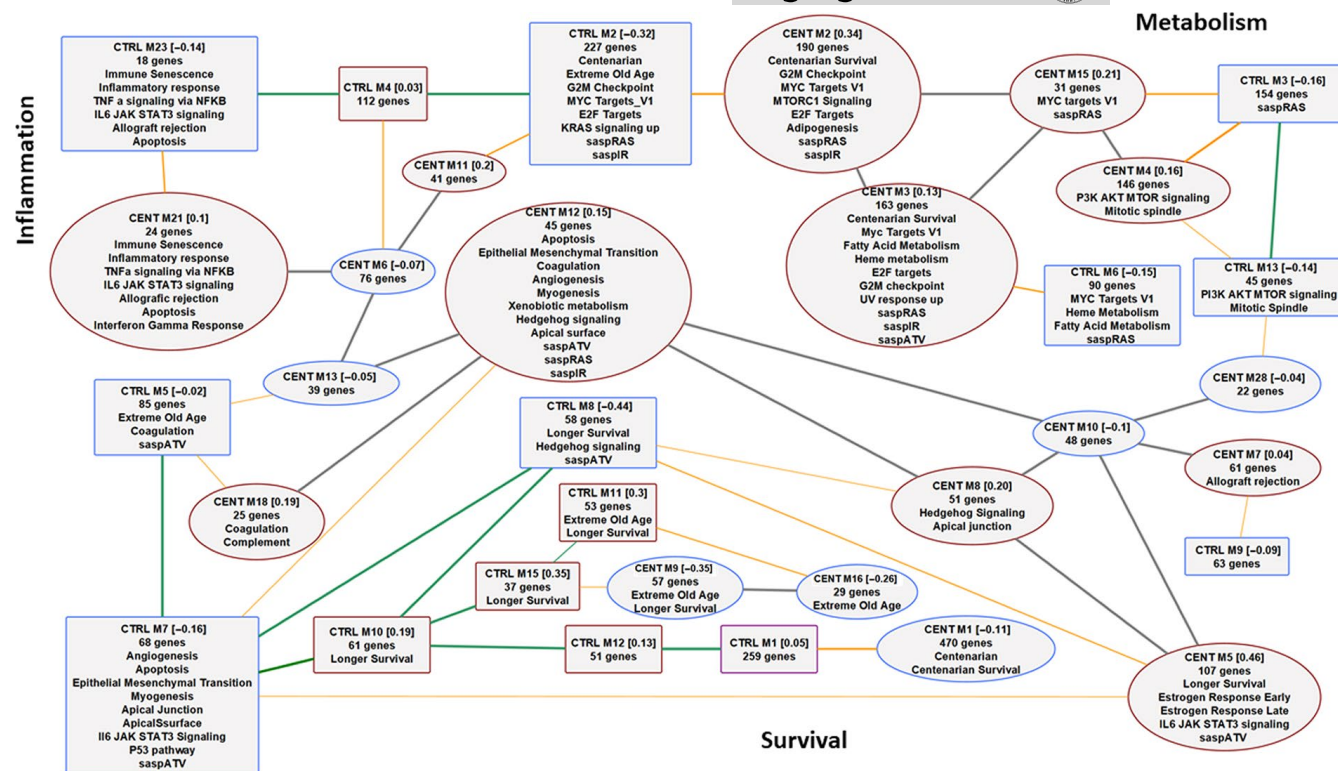 Metabolism
Inflammation
CTRL M23 [−0.14]
18 genes
Immune Senescence
Inflammatory response
TNF a signaling via NFKB
IL6 JAK STAT3 signaling
Allograft rejection
Apoptosis
CTRL M4 [0.03]
112 genes
CTRL M2 [−0.32]
227 genes
Centenarian
Extreme Old Age
G2M Checkpoint
MYC Targets_V1
E2F Targets
KRAS signaling up
saspRAS
saspIR
CENT M2 [0.34]
190 genes
Centenarian Survival
G2M Checkpoint
MYC Targets V1
MTORC1 Signaling
E2F Targets
Adipogenesis
saspRAS
saspIR
CENT M15 [0.21]
31 genes
MYC targets V1
saspRAS
CTRL M3 [−0.16]
154 genes
saspRAS
CENT M11 [0.2]
41 genes
CENT M4 [0.16]
146 genes
P3K AKT MTOR signaling
Mitotic spindle
CENT M21 [0.1]
24 genes
Immune Senescence
Inflammatory response
TNFa signaling via NFKB
IL6 JAK STAT3 signaling
Allografic rejection
Apoptosis
Interferon Gamma Response
CENT M6 [−0.07]
76 genes
CENT M12 [0.15]
45 genes
Apoptosis
Epithelial Mesenchymal Transition
Coagulation
Angiogenesis
Myogenesis
Xenobiotic metabolism
Hedgehog signaling
Apical surface
saspATV
saspRAS
saspIR
CENT M3 [0.13]
163 genes
Centenarian Survival
Myc Targets V1
Fatty Acid Metabolism
Heme metabolism
E2F targets
G2M checkpoint
UV response up
saspRAS
saspIR
saspATV
CTRL M6 [−0.15]
90 genes
MYC Targets V1
Heme Metabolism
Fatty Acid Metabolism
saspRAS
CTRL M13 [−0.14]
45 genes
PI3K AKT MTOR signaling
Mitotic Spindle
CENT M13 [−0.05]
39 genes
CTRL M5 [−0.02]
85 genes
Extreme Old Age
Coagulation
saspATV
CENT M28 [−0.04]
22 genes
CTRL M8 [−0.44]
58 genes
Longer Survival
Hedgehog signaling
saspATV
CENT M10 [−0.1]
48 genes
CENT M7 [0.04]
61 genes
Allograft rejection
CENT M18 [0.19]
25 genes
Coagulation
Complement
CTRL M11 [0.3]
53 genes
Extreme Old Age
Longer Survival
CENT M8 [0.20]
51 genes
Hedgehog Signaling
Apical junction
CTRL M9 [−0.09]
63 genes
CTRL M15 [0.35]
37 genes
Longer Survival
CENT M9 [−0.35]
57 genes
Extreme Old Age
Longer Survival
CENT M16 [−0.26]
29 genes
Extreme Old Age
CTRL M7 [−0.16]
68 genes
Angiogenesis
Apoptosis
Epithelial Mesenchymal Transition
Myogenesis
Apical Junction
ApicalSsurface
Il6 JAK STAT3 Signaling
P53 pathway
saspATV
CTRL M10 [0.19]
61 genes
Longer Survival
CTRL M12 [0.13]
51 genes
CTRL M1 [0.05]
259 genes
CENT M1 [−0.11]
470 genes
Centenarian
Centenarian Survival
CENT M5 [0.46]
107 genes
Longer Survival
Estrogen Response Early
Estrogen Response Late
IL6 JAK STAT3 signaling
saspATV
Survival